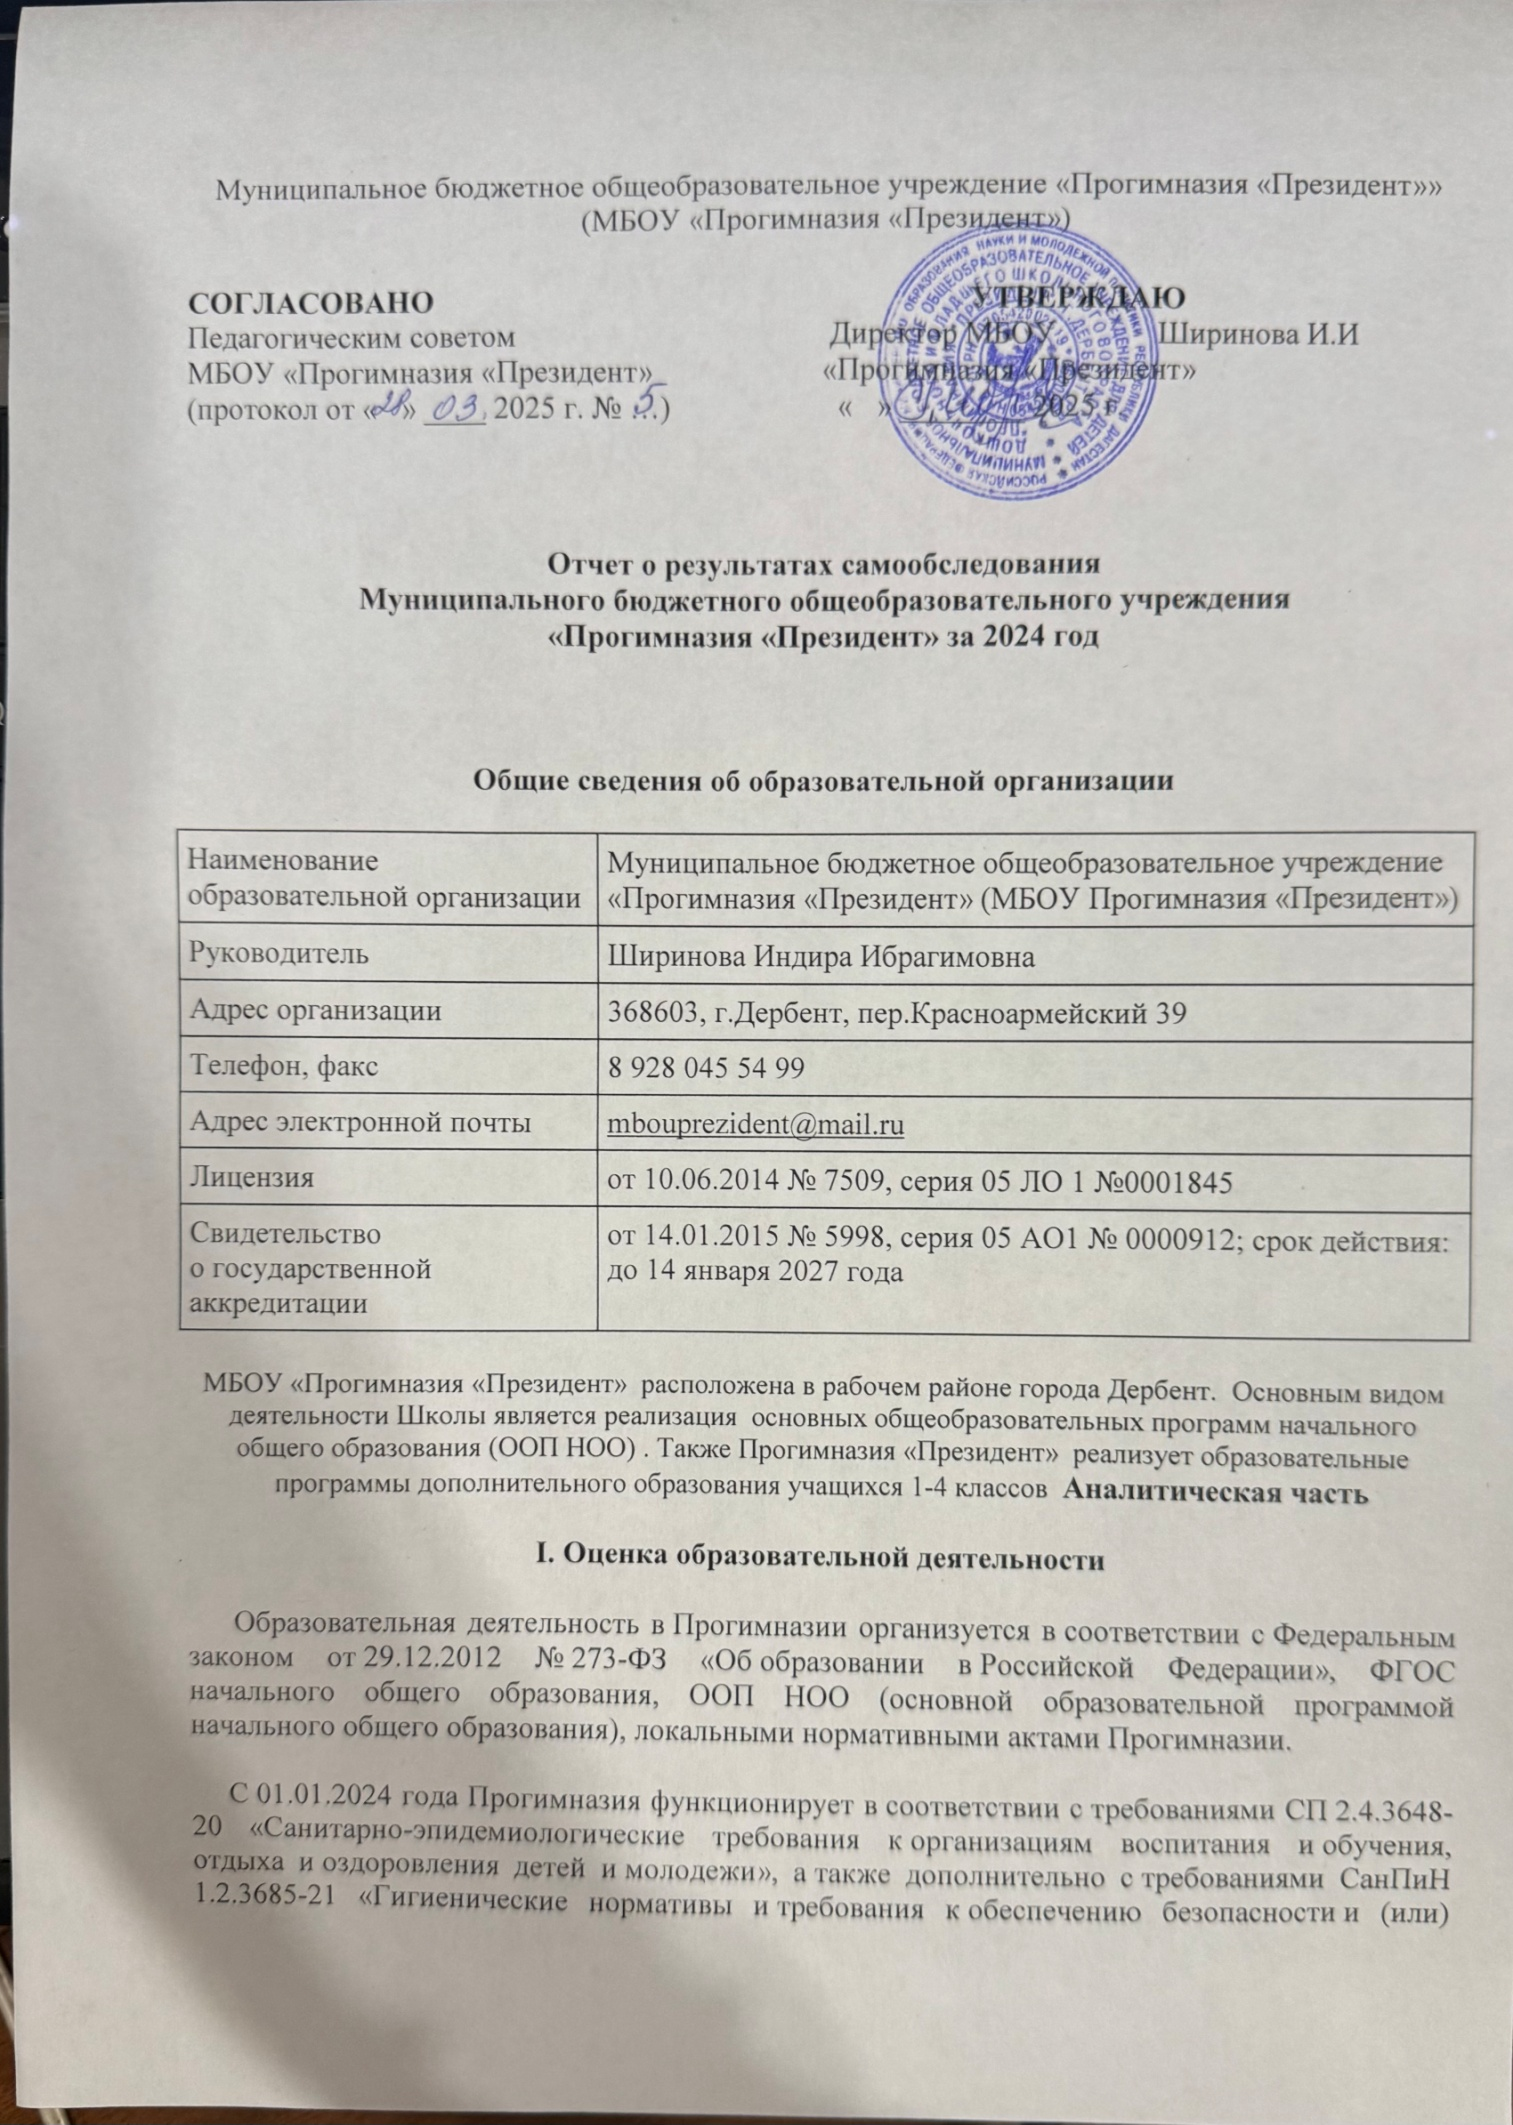 Муниципальное бюджетное общеобразовательное учреждение «Прогимназия «Президент»»
(МБОУ «Прогимназия «Президент»)
СОГЛАСОВАНО
Педагогическим советом
МБОУ «Прогимназия «Президент»
(протокол от «28» 03. 2025 г. № 5)
УТВЕРЖДАЮ
Директор МБОУ Ширинова И.И
«Прогимназия «Президент»
« » 2025 г
Отчет о результатах самообследования
Муниципального бюджетного общеобразовательного учреждения
«Прогимназия «Президент» за 2024 год
Общие сведения об образовательной организации
Наименование
образовательной организации
Муниципальное бюджетное общеобразовательное учреждение
«Прогимназия «Президент» (МБОУ Прогимназия «Президент»)
Руководитель
Ширинова Индира Ибрагимовна
Адрес организации
368603, г.Дербент, пер.Красноармейский 39
Телефон, факс
8 928 045 54 99
Адрес электронной почты
mbouprezident@mail.ru
Лицензия
от 10.06.2014 № 7509, серия 05 ЛО 1 №0001845
Свидетельство
о государственной
аккредитации
от 14.01.2015 № 5998, серия 05 АО1 № 0000912; срок действия:
до 14 января 2027 года
МБОУ «Прогимназия «Президент» расположена в рабочем районе города Дербент. Основным видом
деятельности Школы является реализация основных общеобразовательных программ начального
общего образования (ООП НОО) . Также Прогимназия «Президент» реализует образовательные
программы дополнительного образования учащихся 1-4 классов Аналитическая часть
I. Оценка образовательной деятельности
Образовательная деятельность в Прогимназии организуется в соответствии с Федеральным
законом от 29.12.2012 № 273-ФЗ «Об образовании в Российской Федерации», ФГОС
начального общего образования, ООП НОО (основной образовательной программой
начального общего образования), локальными нормативными актами Прогимназии.
С 01.01.2024 года Прогимназия функционирует в соответствии с требованиями СП 2.4.3648-
20 «Санитарно-эпидемиологические требования к организациям воспитания и обучения,
отдыха и оздоровления детей и молодежи», а также дополнительно с требованиями СанПиН
1.2.3685-21 «Гигиенические нормативы и требования к обеспечению безопасности и (или)